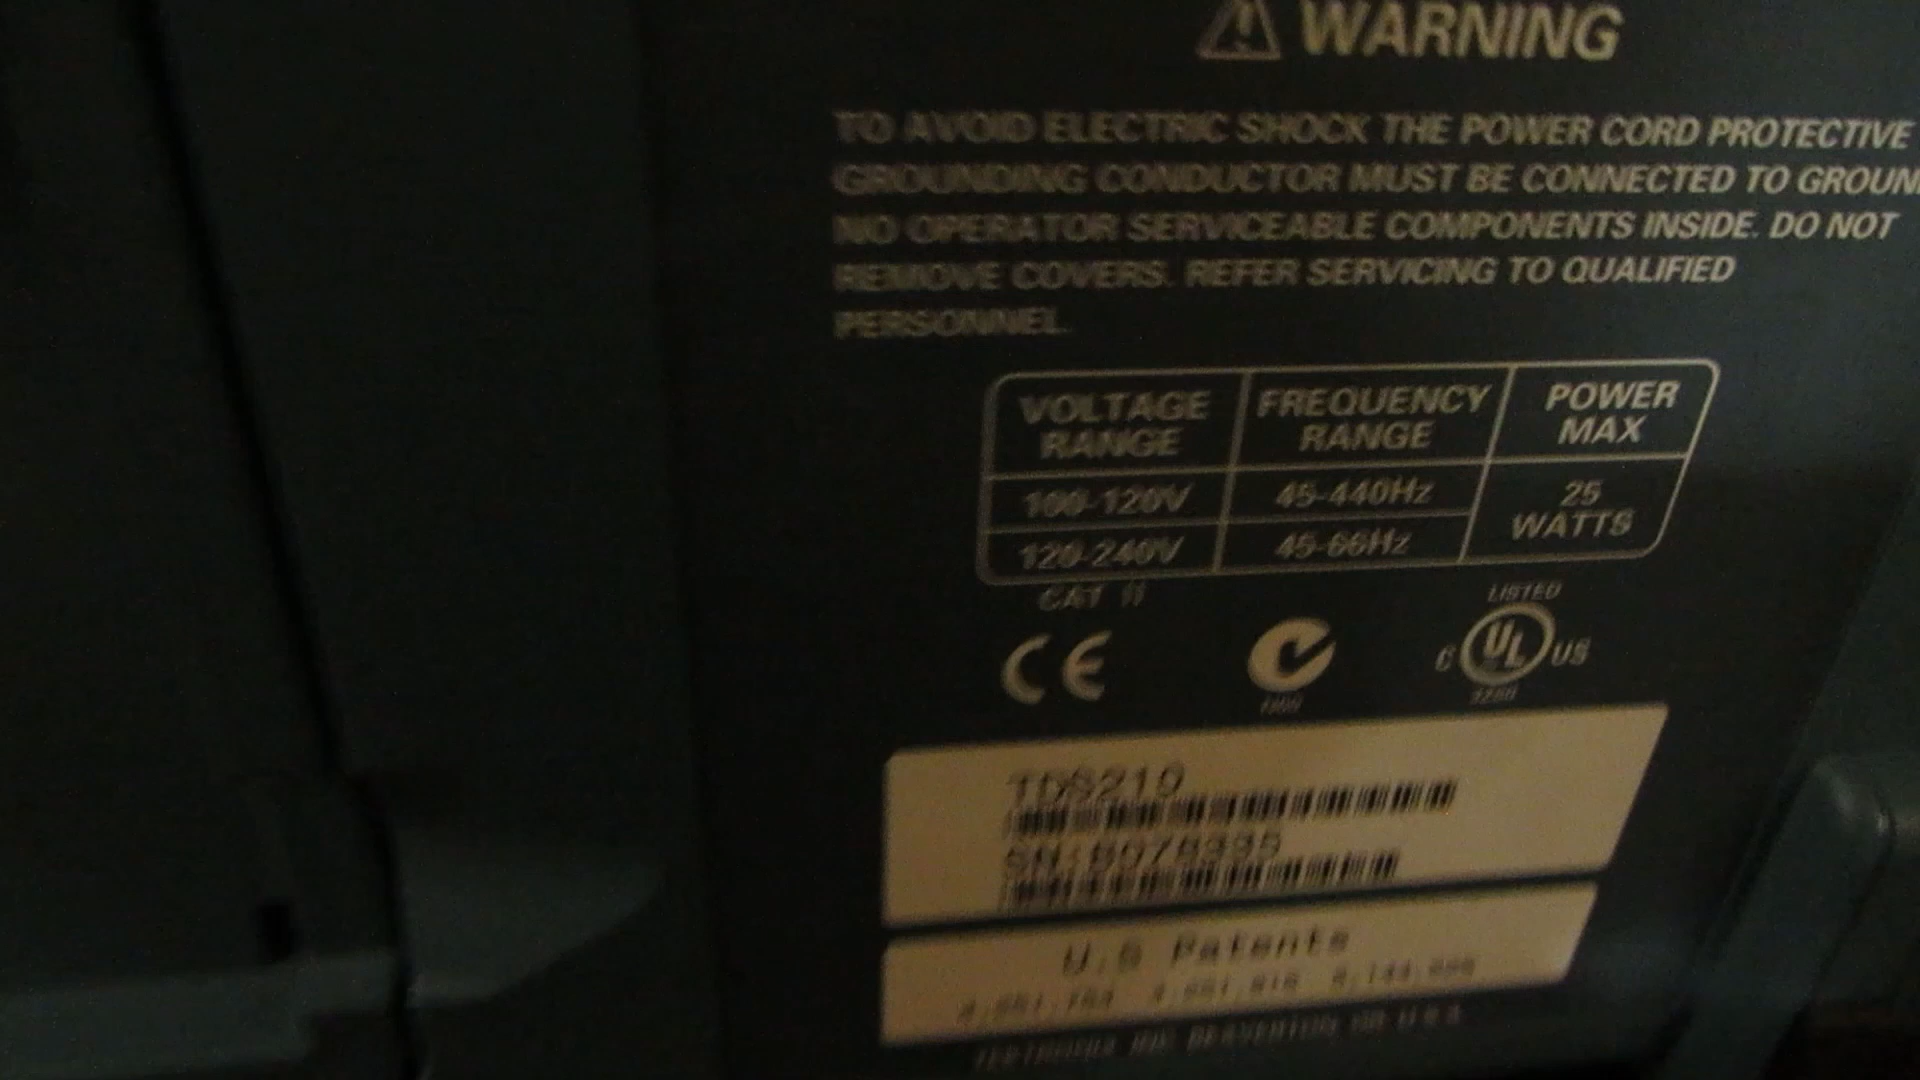 WARNING
TO AVOID ELECTRIC SHOCK THE POWER CORD PROTECTIVE
GROUNDING CONDUCTOR MUST BE CONNECTED TO GROUN
NO OPERATOR SERVICEABLE COMPONENTS INSIDE. DO NOT
REMOVE COVERS. REFER SERVICING TO QUALIFIED
PERSONNEL.
VOLTAGE RANGE FREQUENCY RANGE POWER MAX
100-120V 45-440Hz 25 WATTS
120-240V 45-66Hz
CAT II
LISTED
CE C UL US
TDS210
SN:
U.S Patents